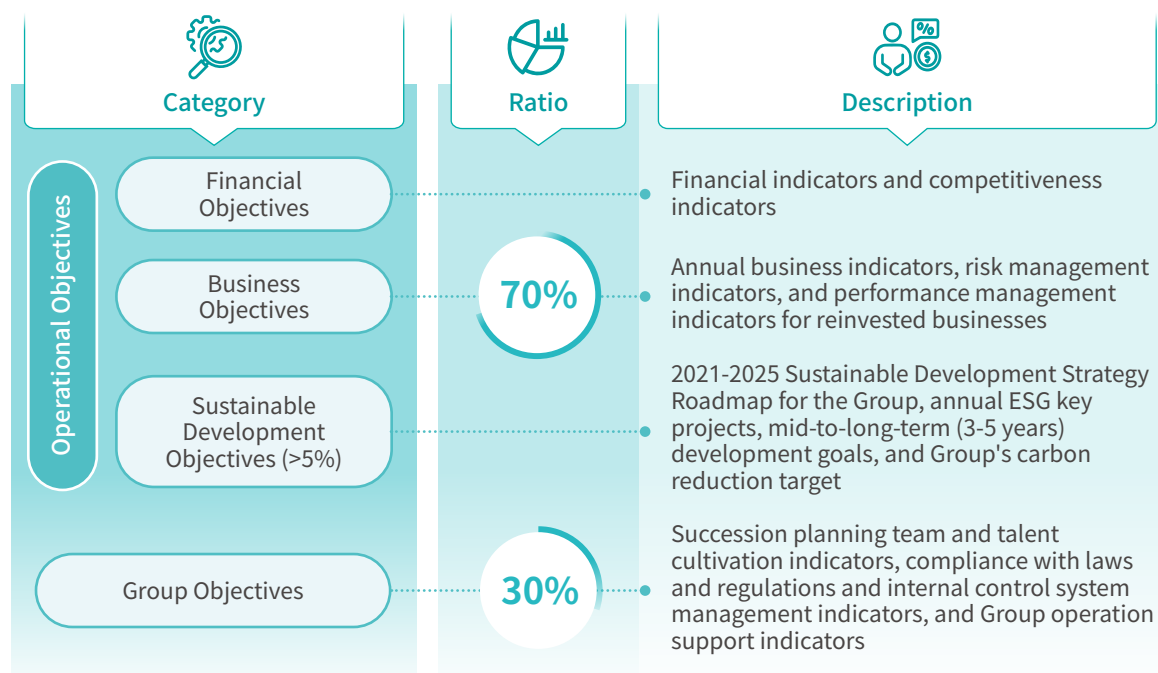 %
$
Category
Ratio
Description
Operational Objectives
Financial
Objectives
Financial indicators and competitiveness
indicators
Business
Objectives
70%
Annual business indicators, risk management
indicators, and performance management
indicators for reinvested businesses
Sustainable
Development
Objectives (>5%)
2021-2025 Sustainable Development Strategy
Roadmap for the Group, annual ESG key
projects, mid-to-long-term (3-5 years)
development goals, and Group's carbon
reduction target
Group Objectives
30%
Succession planning team and talent
cultivation indicators, compliance with laws
and regulations and internal control system
management indicators, and Group operation
support indicators